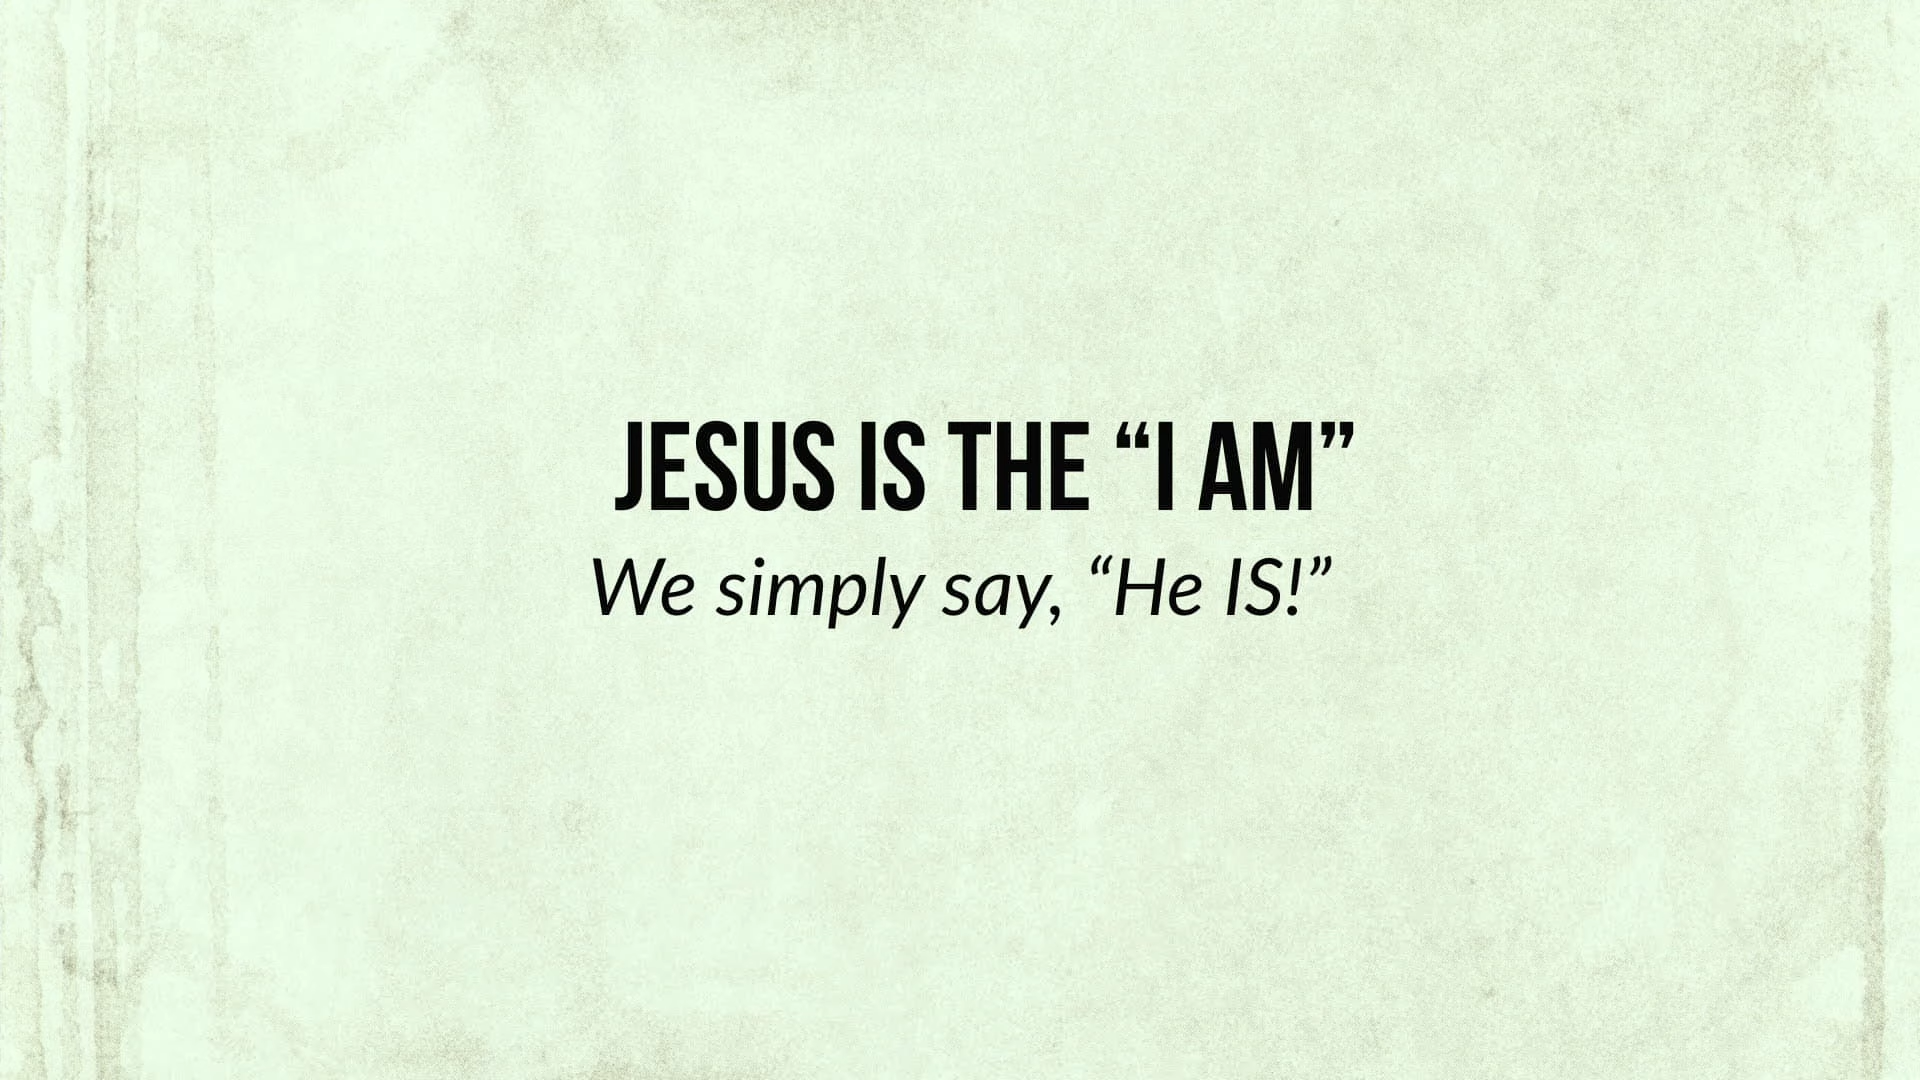 JESUS IS THE “I AM”
We simply say, “He IS!”